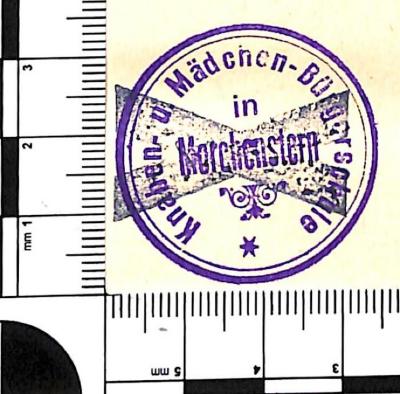 Knaben- u. Mädchen-Bürgerschule
in
Morchenstern
3
2
1
mm
mm 5
4
3